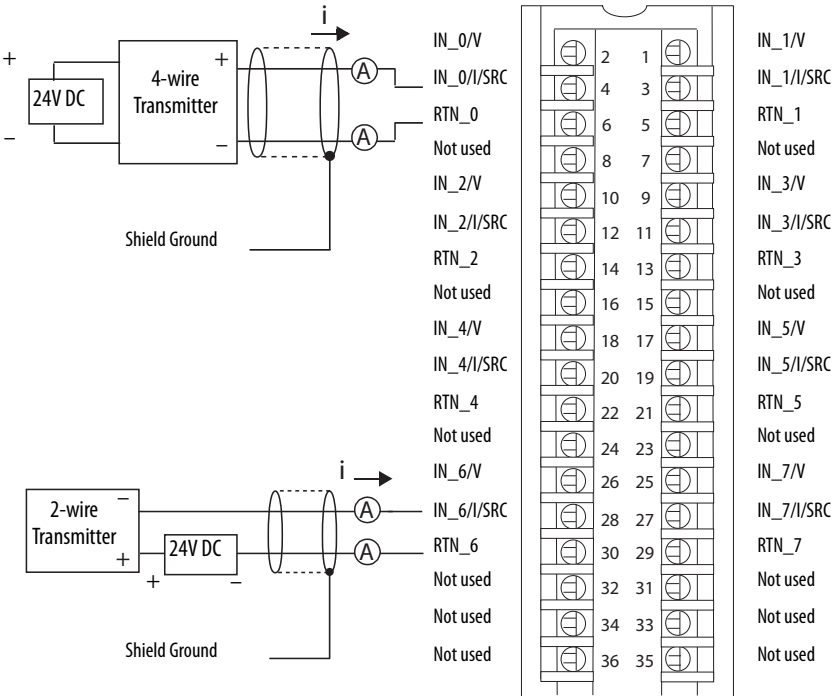 i
+
24V DC
–
4-wire
Transmitter
+
–
A
A
Shield Ground
2-wire
Transmitter
–
+
24V DC
+
–
i
A
A
Shield Ground
IN_0/V 2 1 IN_1/V
IN_0/I/SRC 4 3 IN_1/I/SRC
RTN_0 6 5 RTN_1
Not used 8 7 Not used
IN_2/V 10 9 IN_3/V
IN_2/I/SRC 12 11 IN_3/I/SRC
RTN_2 14 13 RTN_3
Not used 16 15 Not used
IN_4/V 18 17 IN_5/V
IN_4/I/SRC 20 19 IN_5/I/SRC
RTN_4 22 21 RTN_5
Not used 24 23 Not used
IN_6/V 26 25 IN_7/V
IN_6/I/SRC 28 27 IN_7/I/SRC
RTN_6 30 29 RTN_7
Not used 32 31 Not used
Not used 34 33 Not used
Not used 36 35 Not used